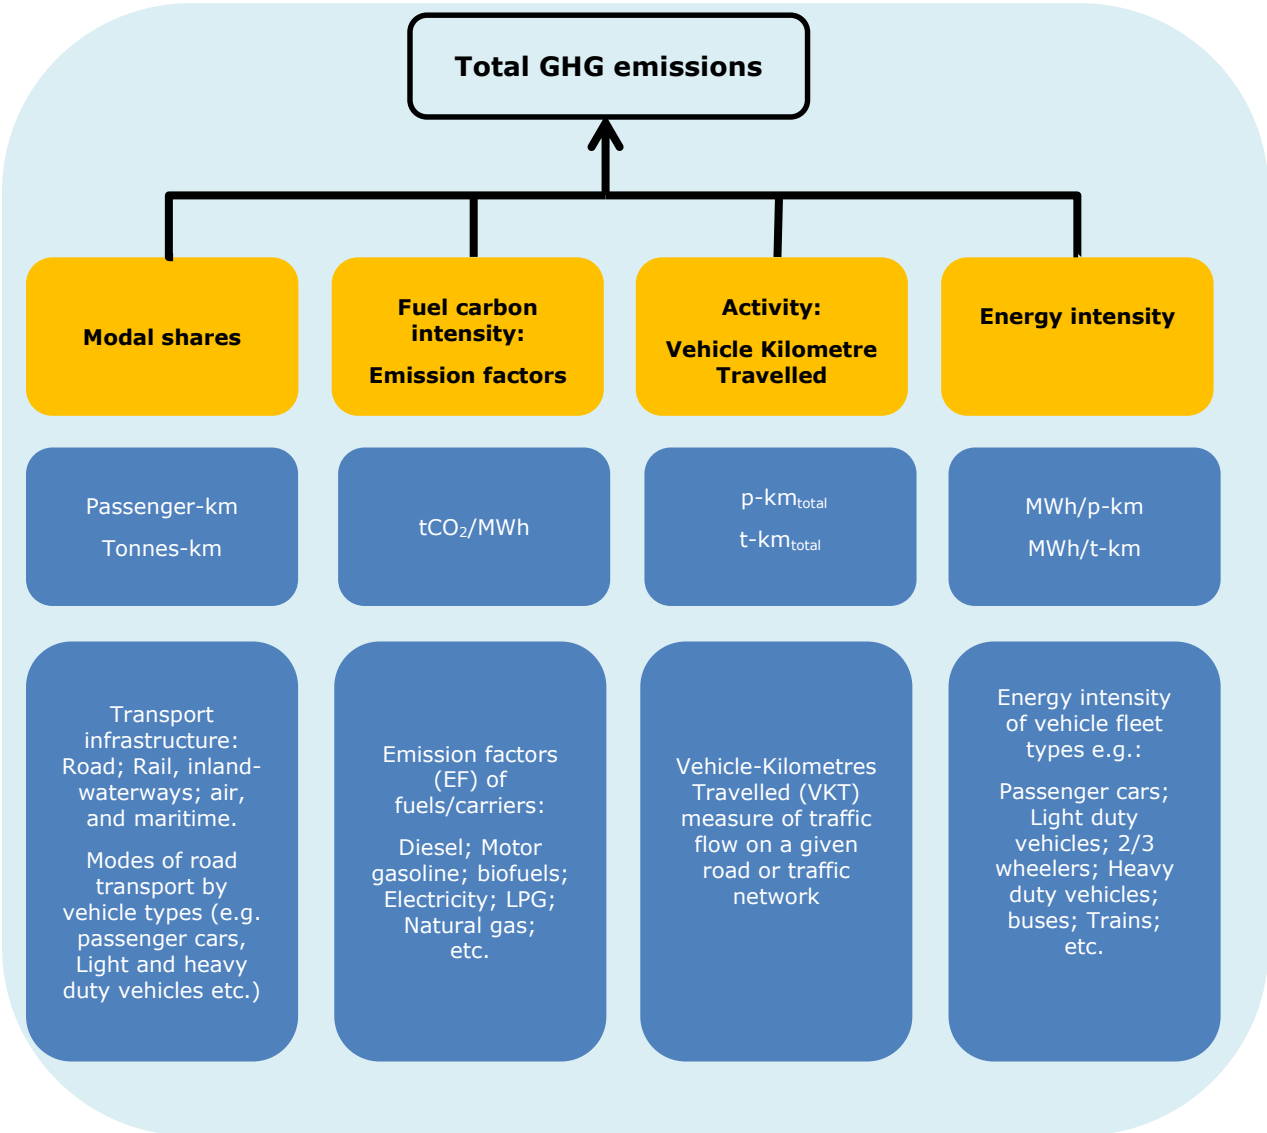 Total GHG emissions
Modal shares
Fuel carbon
intensity:
Emission factors
Activity:
Vehicle Kilometre
Travelled
Energy intensity
Passenger-km
Tonnes-km
tCO₂/MWh
p-kmtotal
t-kmtotal
MWh/p-km
MWh/t-km
Transport
infrastructure:
Road; Rail, inland-
waterways; air,
and maritime.
Modes of road
transport by
vehicle types (e.g.
passenger cars,
Light and heavy
duty vehicles etc.)
Emission factors
(EF) of
fuels/carriers:
Diesel; Motor
gasoline; biofuels;
Electricity; LPG;
Natural gas;
etc.
Vehicle-Kilometres
Travelled (VKT)
measure of traffic
flow on a given
road or traffic
network
Energy intensity
of vehicle fleet
types e.g.:
Passenger cars;
Light duty
vehicles; 2/3
wheelers; Heavy
duty vehicles;
buses; Trains;
etc.